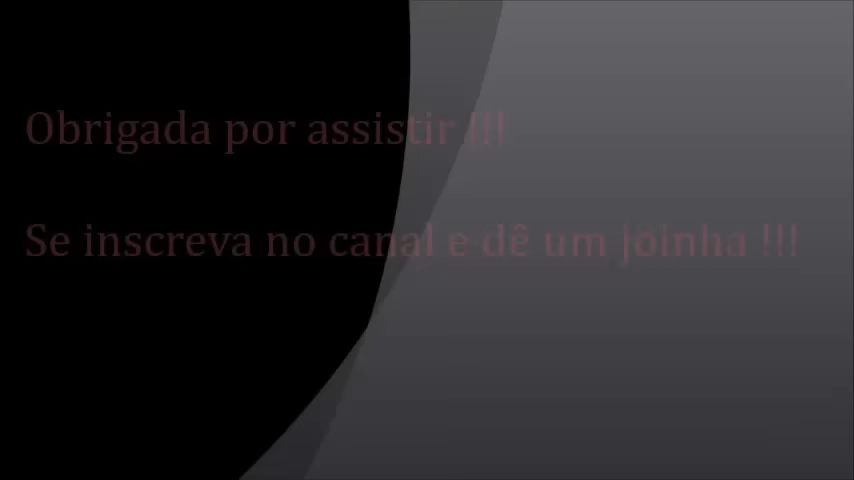 Obrigada por assistir !!!
Se inscreva no canal e dê um joinha !!!